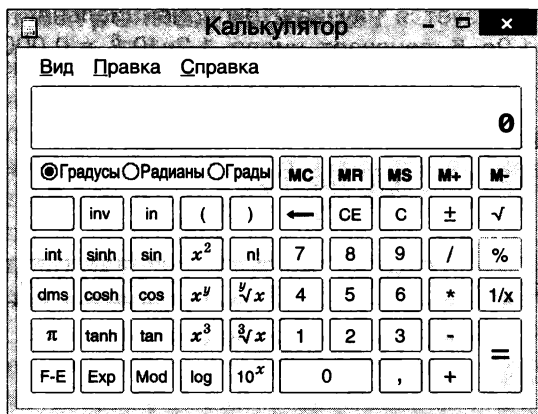 Калькулятор
Вид Правка Справка
0
Градусы Радианы Грады MC MR MS M+ M-
inv in ( ) ← CE C ± √
int sinh sin x² n! 7 8 9 / %
dms cosh cos xʸ ʸ√x 4 5 6 * 1/x
π tanh tan x³ ³√x 1 2 3 - =
F-E Exp Mod log 10ˣ 0 , +